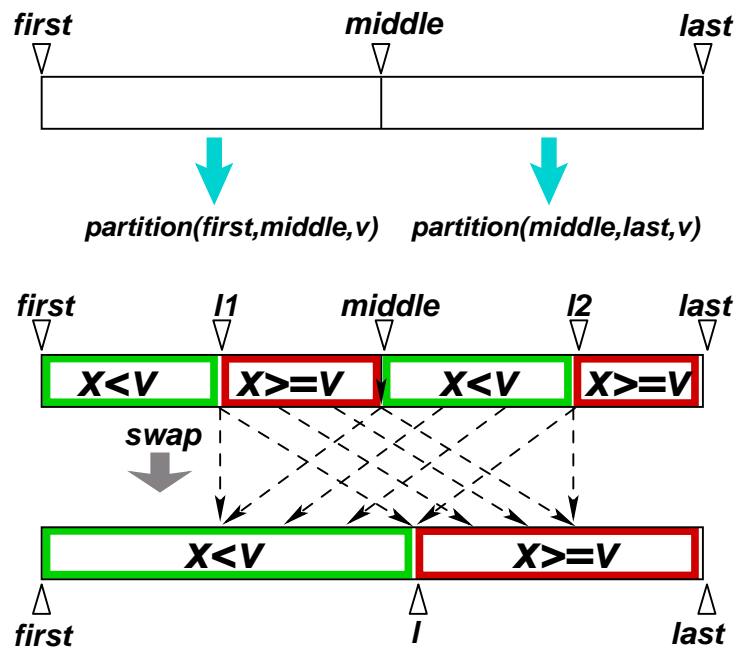 first middle last
partition(first,middle,v) partition(middle,last,v)
first l1 middle l2 last
x<v x>=v x<v x>=v
swap
x<v x>=v
first l last